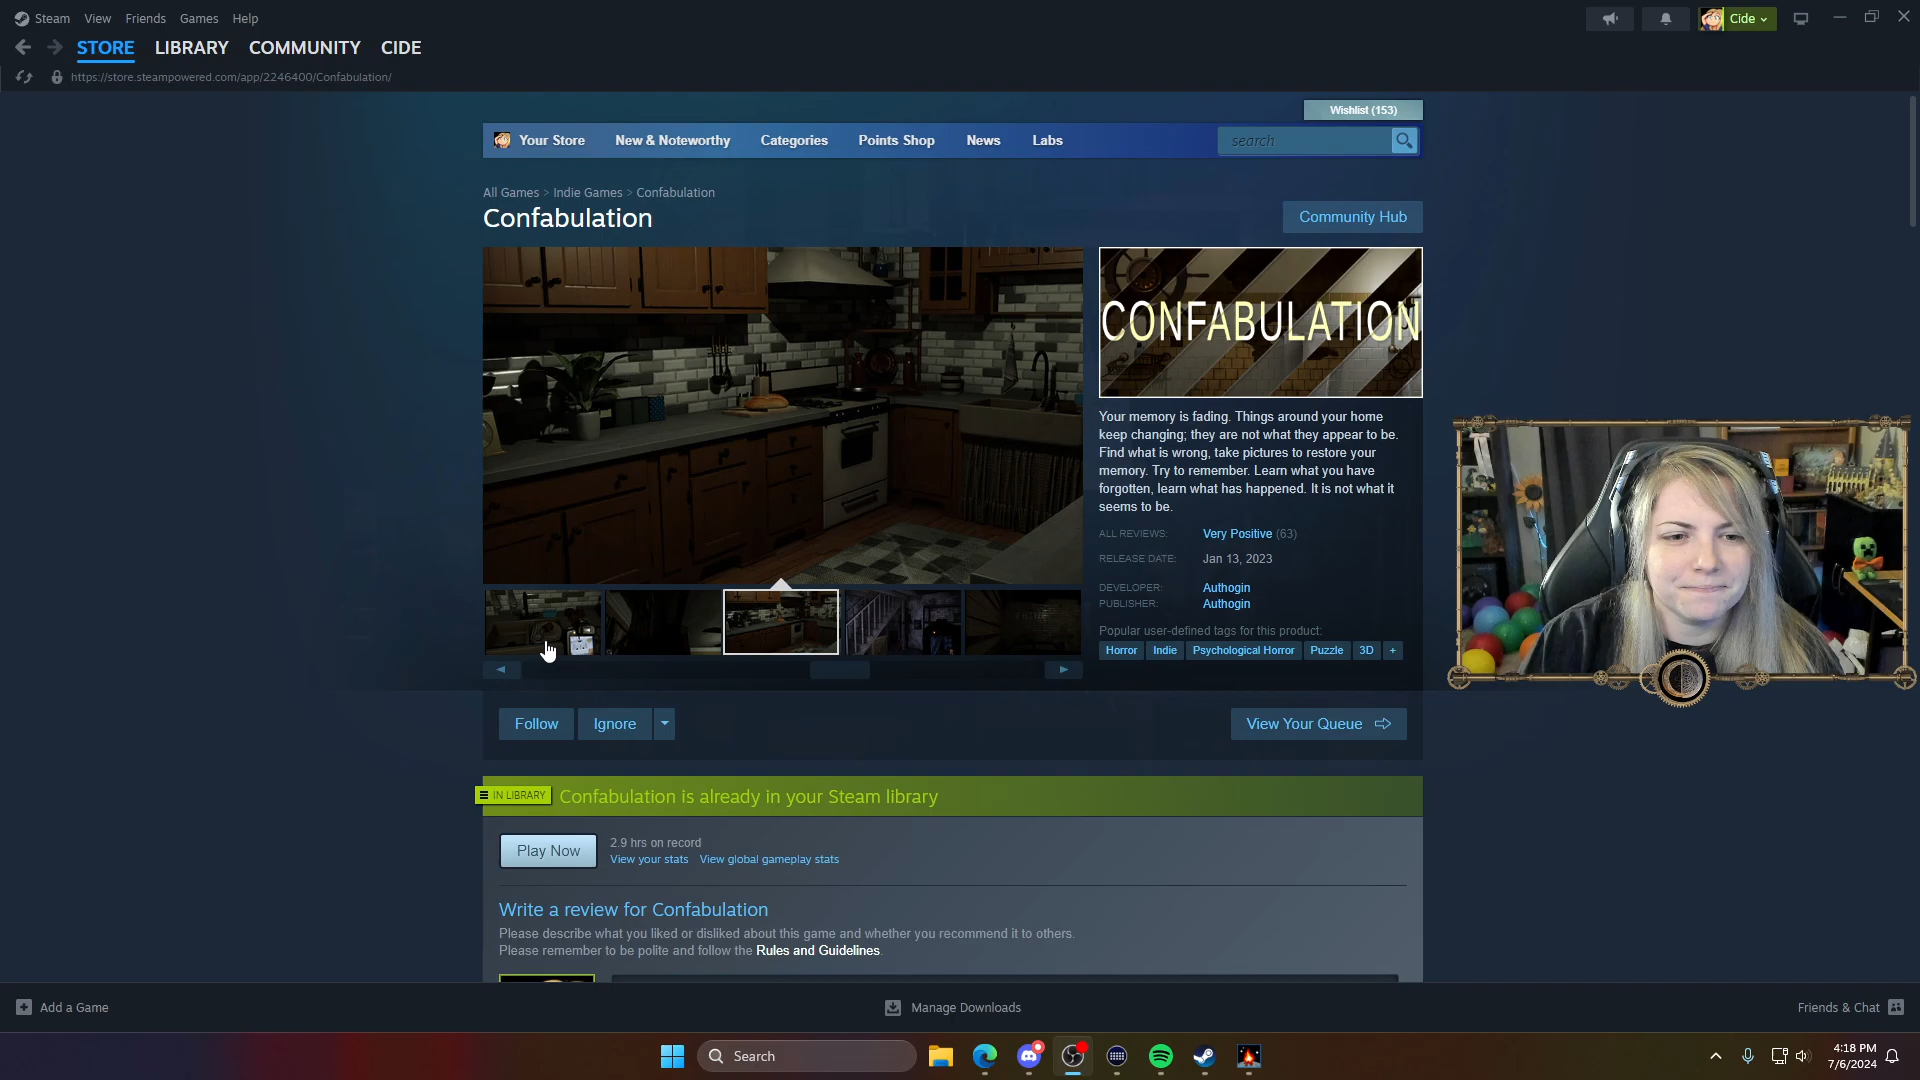 Steam View Friends Games Help
Cide
STORE LIBRARY COMMUNITY CIDE
https://store.steampowered.com/app/2246400/Confabulation/
Wishlist (153)
Your Store New & Noteworthy Categories Points Shop News Labs search
All Games > Indie Games > Confabulation
Confabulation
Community Hub
CONFABULATION
Your memory is fading. Things around your home
keep changing; they are not what they appear to be.
Find what is wrong, take pictures to restore your
memory. Try to remember. Learn what you have
forgotten, learn what has happened. It is not what it
seems to be.
ALL REVIEWS: Very Positive (63)
RELEASE DATE: Jan 13, 2023
DEVELOPER: Authogin
PUBLISHER: Authogin
Popular user-defined tags for this product:
Horror Indie Psychological Horror Puzzle 3D +
Follow Ignore View Your Queue
IN LIBRARY Confabulation is already in your Steam library
Play Now
2.9 hrs on record
View your stats View global gameplay stats
Write a review for Confabulation
Please describe what you liked or disliked about this game and whether you recommend it to others.
Please remember to be polite and follow the Rules and Guidelines.
Add a Game Manage Downloads Friends & Chat
Search
4:18 PM
7/6/2024